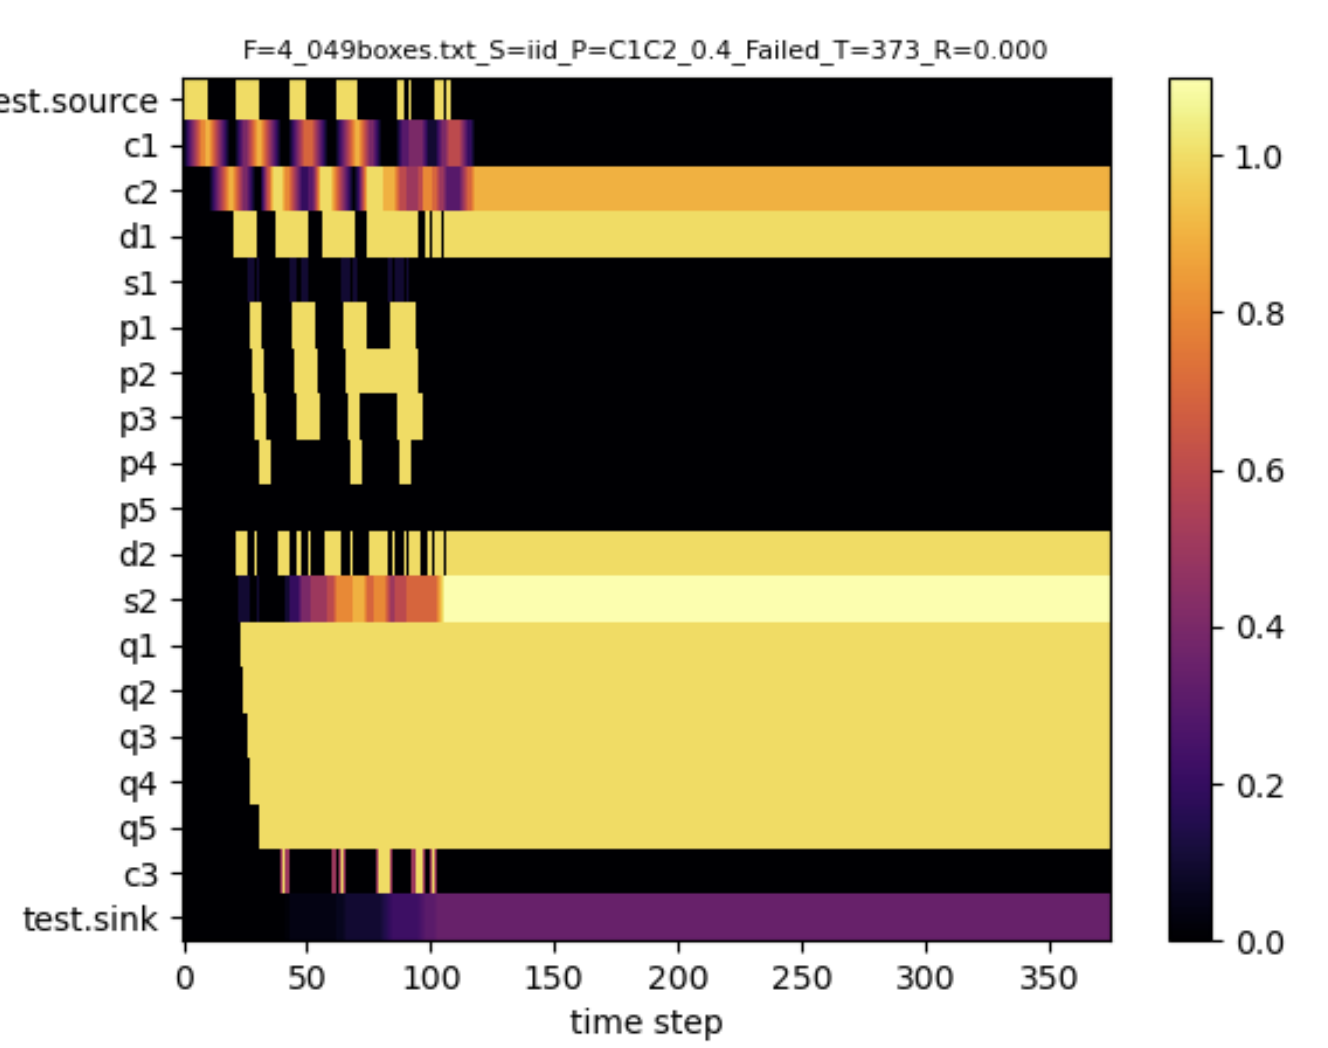 F=4_049boxes.txt_S=iid_P=C1C2_0.4_Failed_T=373_R=0.000
est.source
c1
c2
d1
s1
p1
p2
p3
p4
p5
d2
s2
q1
q2
q3
q4
q5
c3
test.sink
0 50 100 150 200 250 300 350
time step
1.0
0.8
0.6
0.4
0.2
0.0